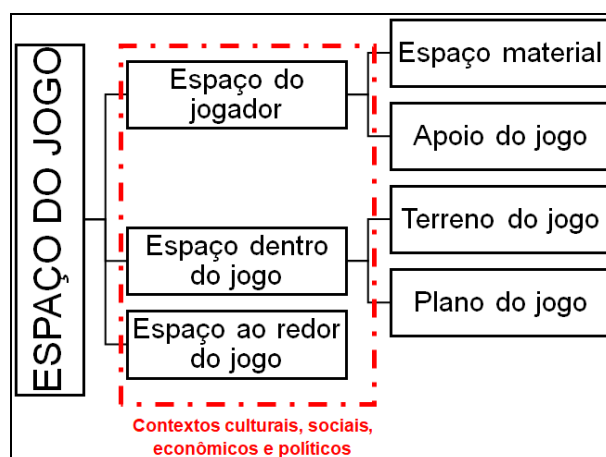 ESPAÇO DO JOGO
Espaço do
jogador
Espaço material
Apoio do jogo
Espaço dentro
do jogo
Terreno do jogo
Plano do jogo
Espaço ao redor
do jogo
Contextos culturais, sociais,
econômicos e políticos